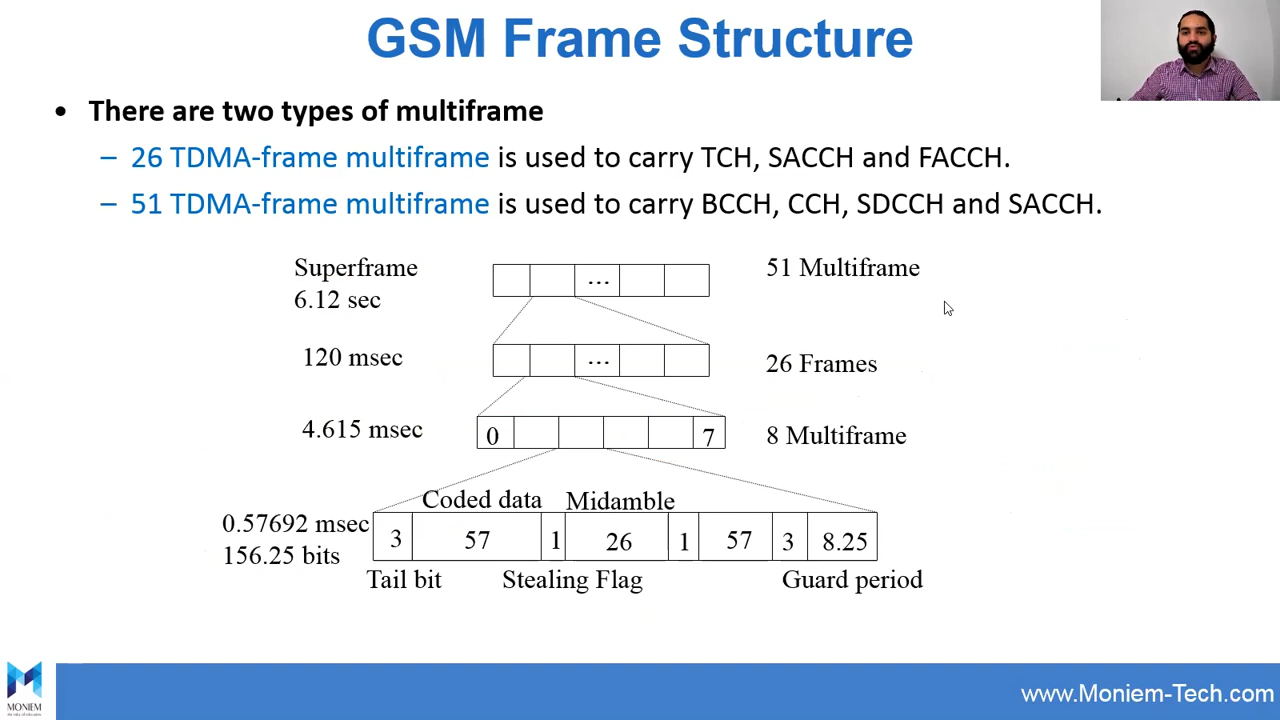 GSM Frame Structure
• There are two types of multiframe
– 26 TDMA-frame multiframe is used to carry TCH, SACCH and FACCH.
– 51 TDMA-frame multiframe is used to carry BCCH, CCH, SDCCH and SACCH.
Superframe
6.12 sec
...
51 Multiframe
120 msec
...
26 Frames
4.615 msec
0 7
8 Multiframe
Coded data Midamble
0.57692 msec
156.25 bits
3 57 1 26 1 57 3 8.25
Tail bit Stealing Flag Guard period
MONIEM
www.Moniem-Tech.com